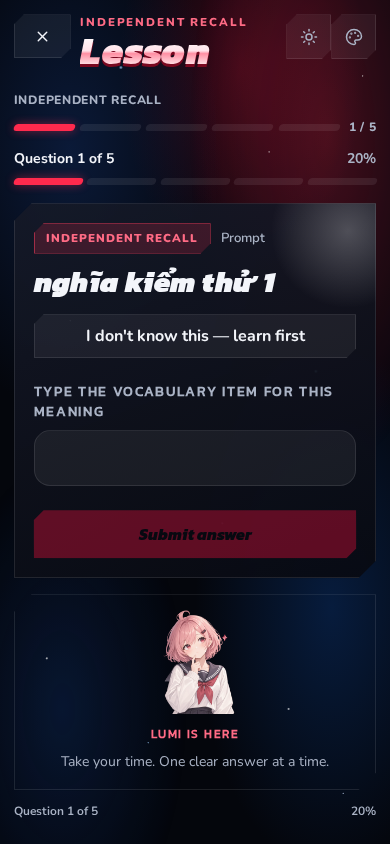 INDEPENDENT RECALL
Lesson
INDEPENDENT RECALL
1 / 5
Question 1 of 5
20%
INDEPENDENT RECALL
Prompt
nghĩa kiểm thử 1
I don't know this — learn first
TYPE THE VOCABULARY ITEM FOR THIS
MEANING
Submit answer
LUMI IS HERE
Take your time. One clear answer at a time.
Question 1 of 5
20%